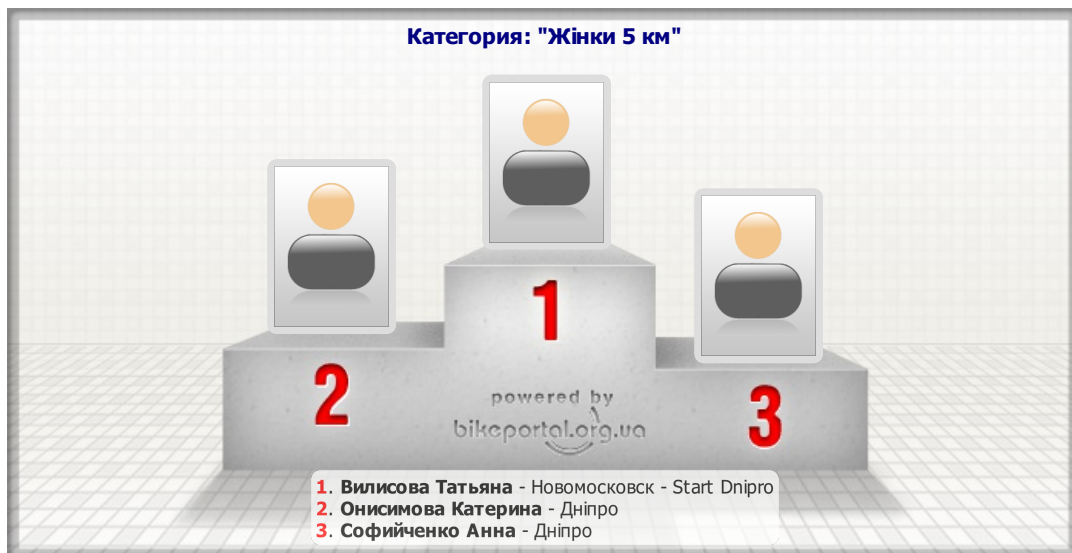 Категория: "Жінки 5 км"
1
2
3
powered by
bikeportal.org.ua
1. Вилисова Татьяна - Новомосковск - Start Dnipro
2. Онисимова Катерина - Дніпро
3. Софийченко Анна - Дніпро